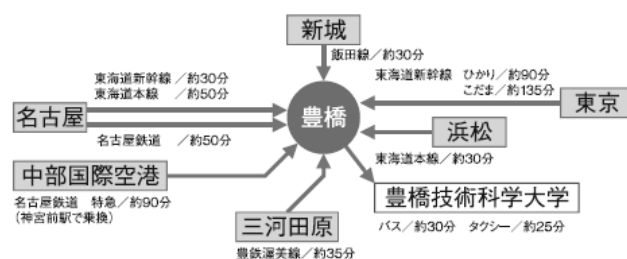 新城
飯田線／約30分
東海道新幹線／約30分
東海道本線　／約50分
東海道新幹線　ひかり／約90分
こだま／約135分
名古屋
豊橋
東京
名古屋鉄道　／約50分
浜松
東海道本線／約30分
中部国際空港
名古屋鉄道　特急／約90分
（神宮前駅で乗換）
豊橋技術科学大学
バス／約30分　タクシー／約25分
三河田原
豊鉄渥美線／約35分